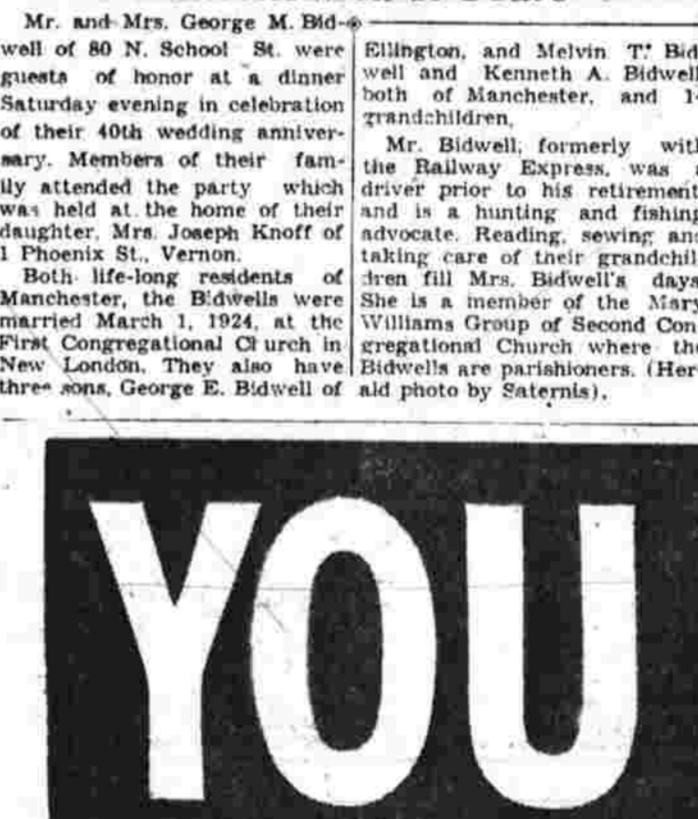 Mr. and Mrs. George M. Bid-
well of 80 N. School St. were
guests of honor at a dinner
Saturday evening in celebration
of their 40th wedding anniver-
sary. Members of their fam-
ily attended the party which
was held at the home of their
daughter, Mrs. Joseph Knoff of
1 Phoenix St., Vernon.
Both life-long residents of
Manchester, the Bidwells were
married March 1, 1924, at the
First Congregational Church in
New London. They also have
three sons, George E. Bidwell of
Ellington, and Melvin T. Bid
well and Kenneth A. Bidwell
both of Manchester, and 1
grandchildren.
Mr. Bidwell, formerly with
the Railway Express, was
driver prior to his retirement
and is a hunting and fishing
advocate. Reading, sewing and
taking care of their grandchil
dren fill Mrs. Bidwell's days
She is a member of the Mary
Williams Group of Second Con
gregational Church where the
Bidwells are parishioners. (Her
ald photo by Saternis).
YOU